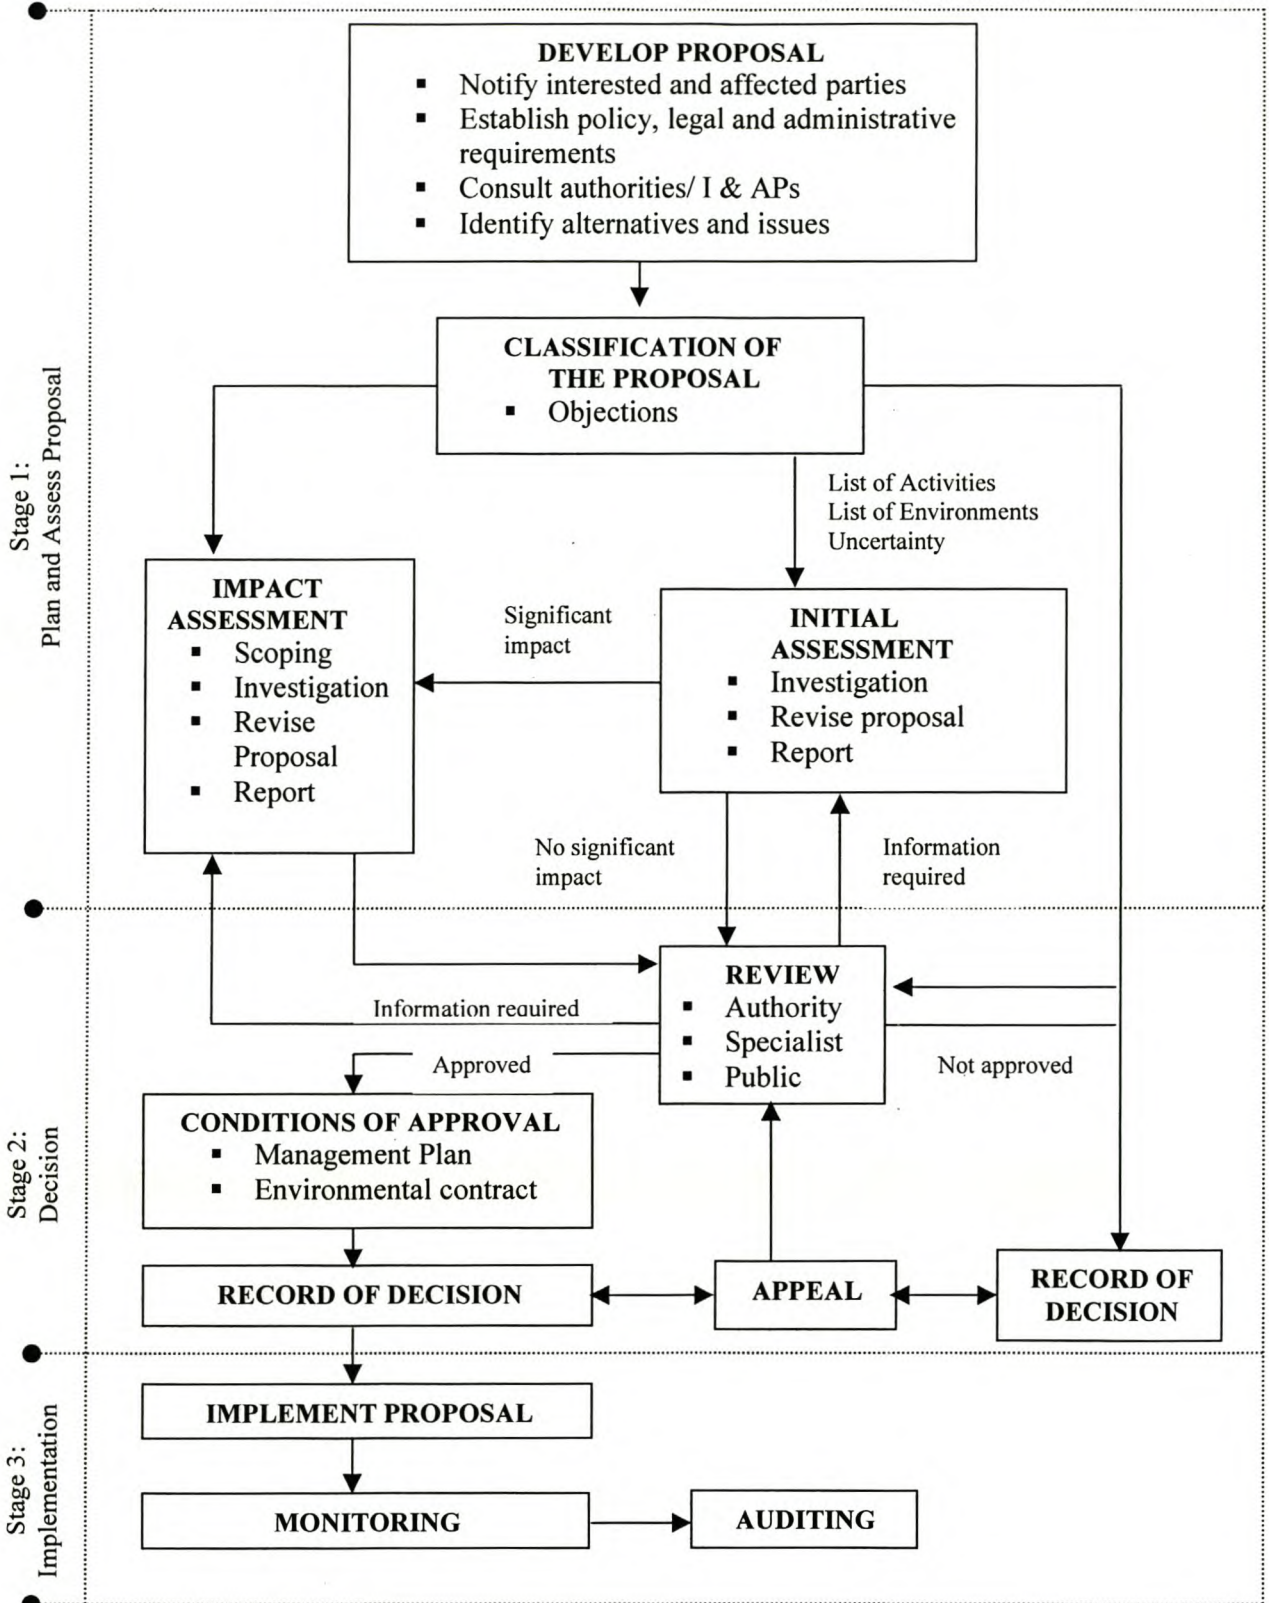 DEVELOP PROPOSAL
▪ Notify interested and affected parties
▪ Establish policy, legal and administrative
requirements
▪ Consult authorities/ I & APs
▪ Identify alternatives and issues
CLASSIFICATION OF
THE PROPOSAL
▪ Objections
Stage 1:
Plan and Assess Proposal
List of Activities
List of Environments
Uncertainty
IMPACT
ASSESSMENT
▪ Scoping
▪ Investigation
▪ Revise
Proposal
▪ Report
Significant
impact
INITIAL
ASSESSMENT
▪ Investigation
▪ Revise proposal
▪ Report
No significant
impact
Information
required
Stage 2:
Decision
REVIEW
▪ Authority
▪ Specialist
▪ Public
Information required
Approved
Not approved
CONDITIONS OF APPROVAL
▪ Management Plan
▪ Environmental contract
RECORD OF DECISION
APPEAL
RECORD OF
DECISION
Stage 3:
Implementation
IMPLEMENT PROPOSAL
MONITORING
AUDITING